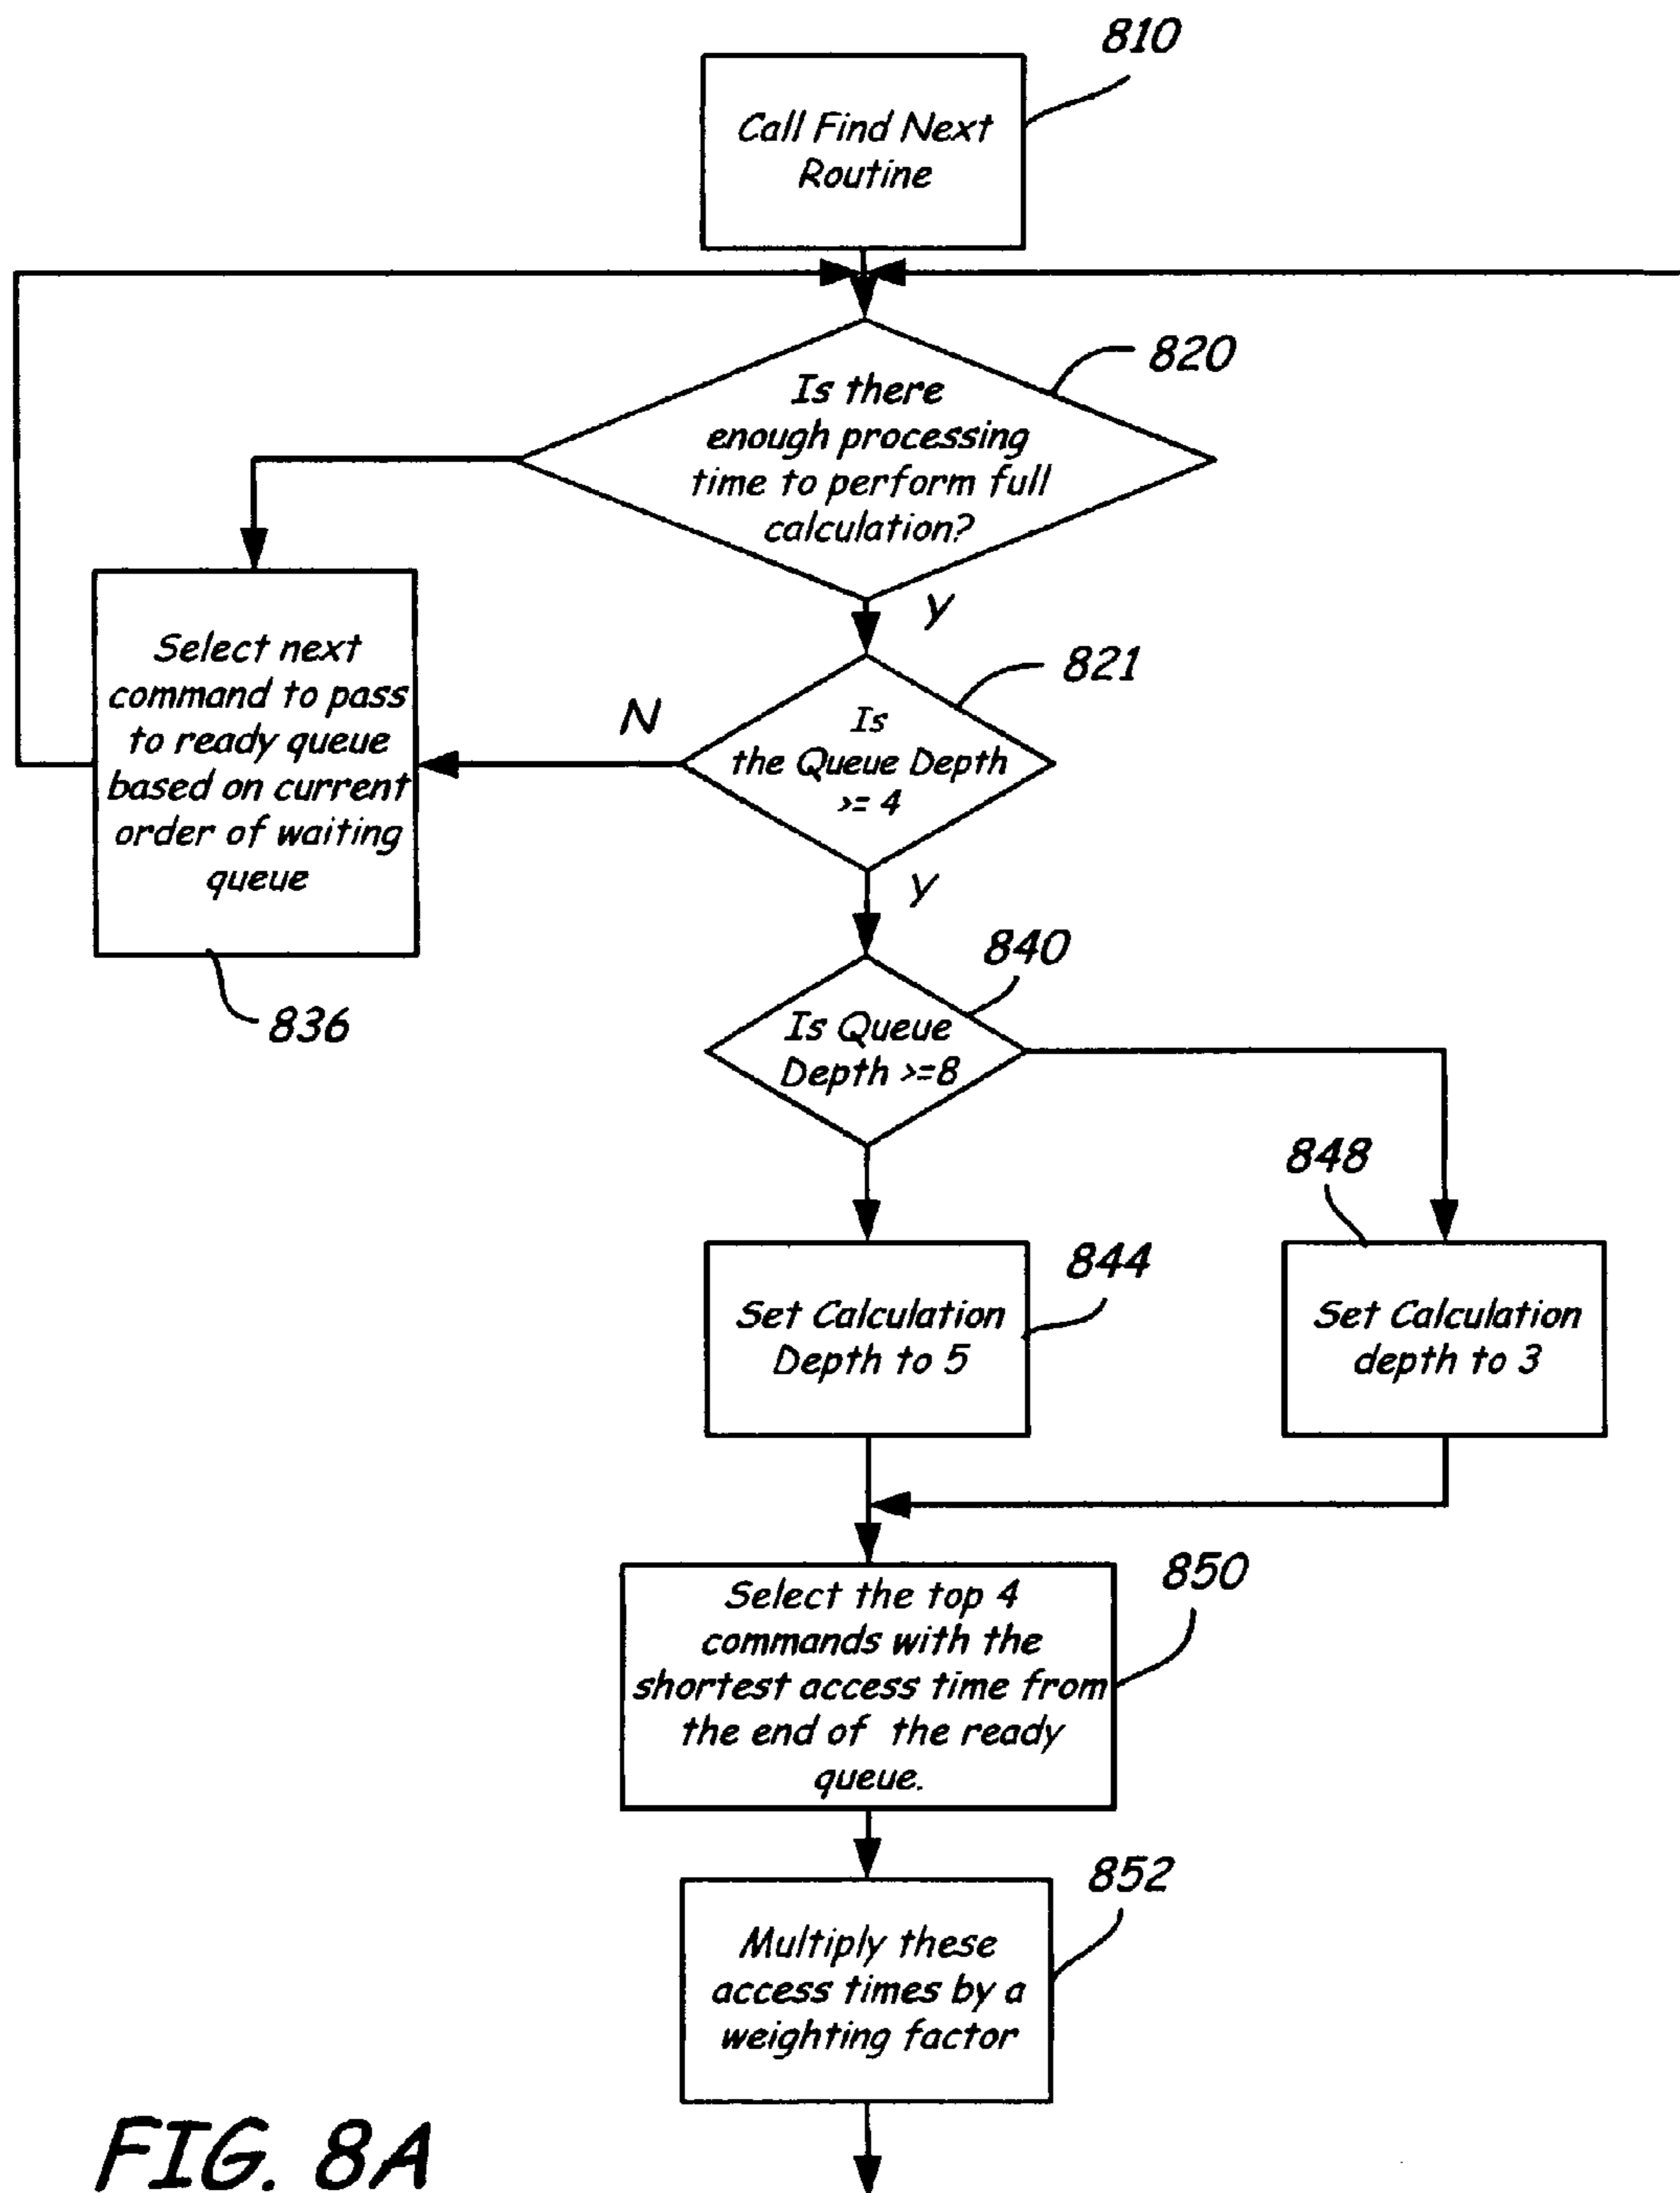 810
Call Find Next
Routine
820
Is there
enough processing
time to perform full
calculation?
Y
821
Is
the Queue Depth
>= 4
N
Select next
command to pass
to ready queue
based on current
order of waiting
queue
836
Y
840
Is Queue
Depth >=8
848
844
Set Calculation
Depth to 5
Set Calculation
depth to 3
850
Select the top 4
commands with the
shortest access time from
the end of the ready
queue.
852
Multiply these
access times by a
weighting factor
FIG. 8A